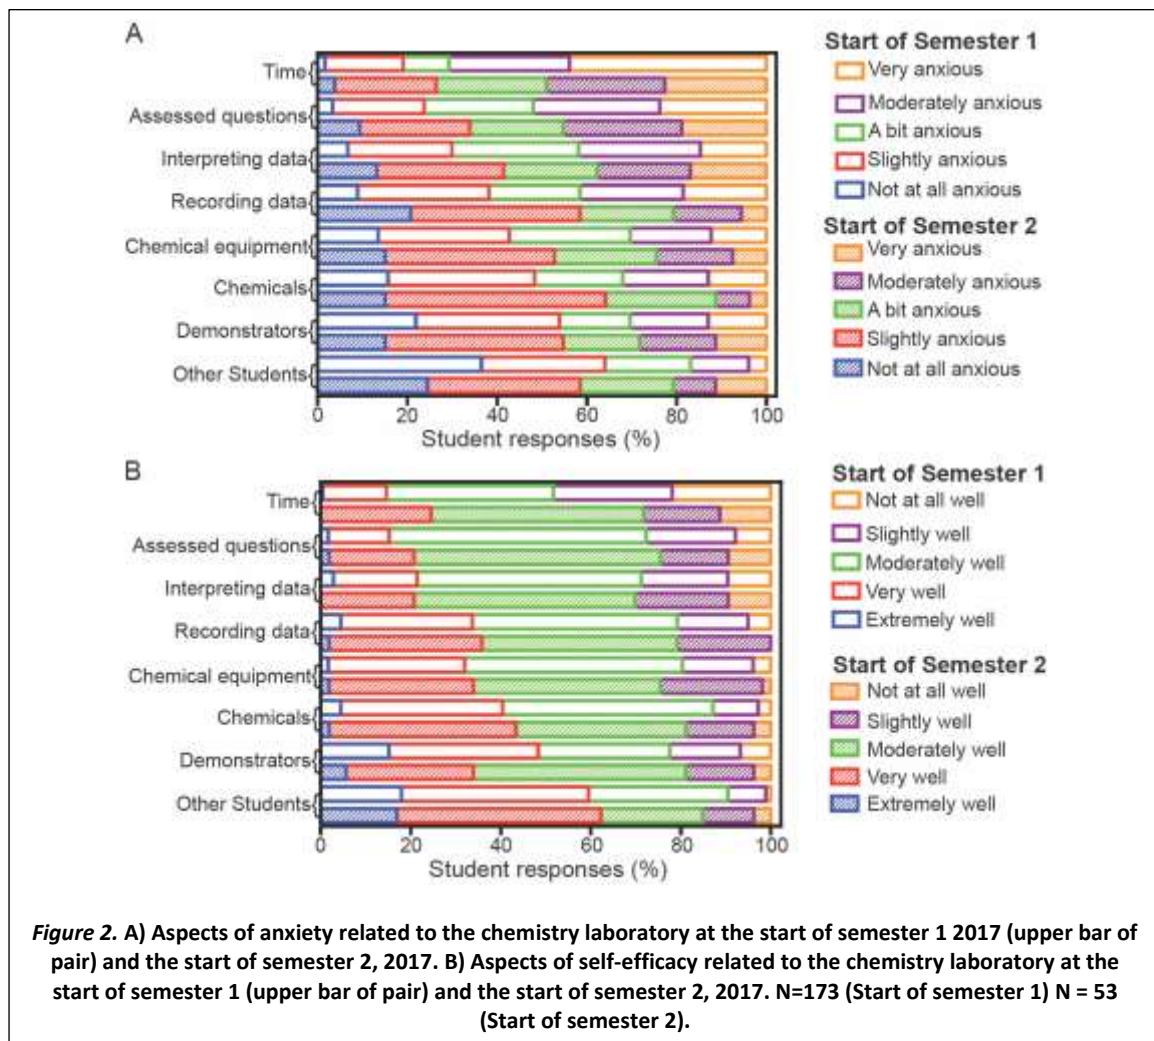 A
Time
Assessed questions
Interpreting data
Recording data
Chemical equipment
Chemicals
Demonstrators
Other Students
0 20 40 60 80 100
Student responses (%)
Start of Semester 1
Very anxious
Moderately anxious
A bit anxious
Slightly anxious
Not at all anxious
Start of Semester 2
Very anxious
Moderately anxious
A bit anxious
Slightly anxious
Not at all anxious
B
Time
Assessed questions
Interpreting data
Recording data
Chemical equipment
Chemicals
Demonstrators
Other Students
0 20 40 60 80 100
Student responses (%)
Start of Semester 1
Not at all well
Slightly well
Moderately well
Very well
Extremely well
Start of Semester 2
Not at all well
Slightly well
Moderately well
Very well
Extremely well
Figure 2. A) Aspects of anxiety related to the chemistry laboratory at the start of semester 1 2017 (upper bar of
pair) and the start of semester 2, 2017. B) Aspects of self-efficacy related to the chemistry laboratory at the
start of semester 1 (upper bar of pair) and the start of semester 2, 2017. N=173 (Start of semester 1) N = 53
(Start of semester 2).